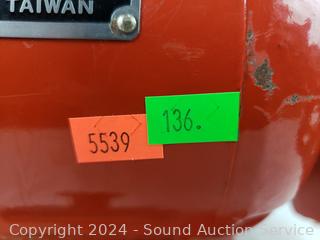 TAIWAN
5539
136.
Copyright 2024 - Sound Auction Service